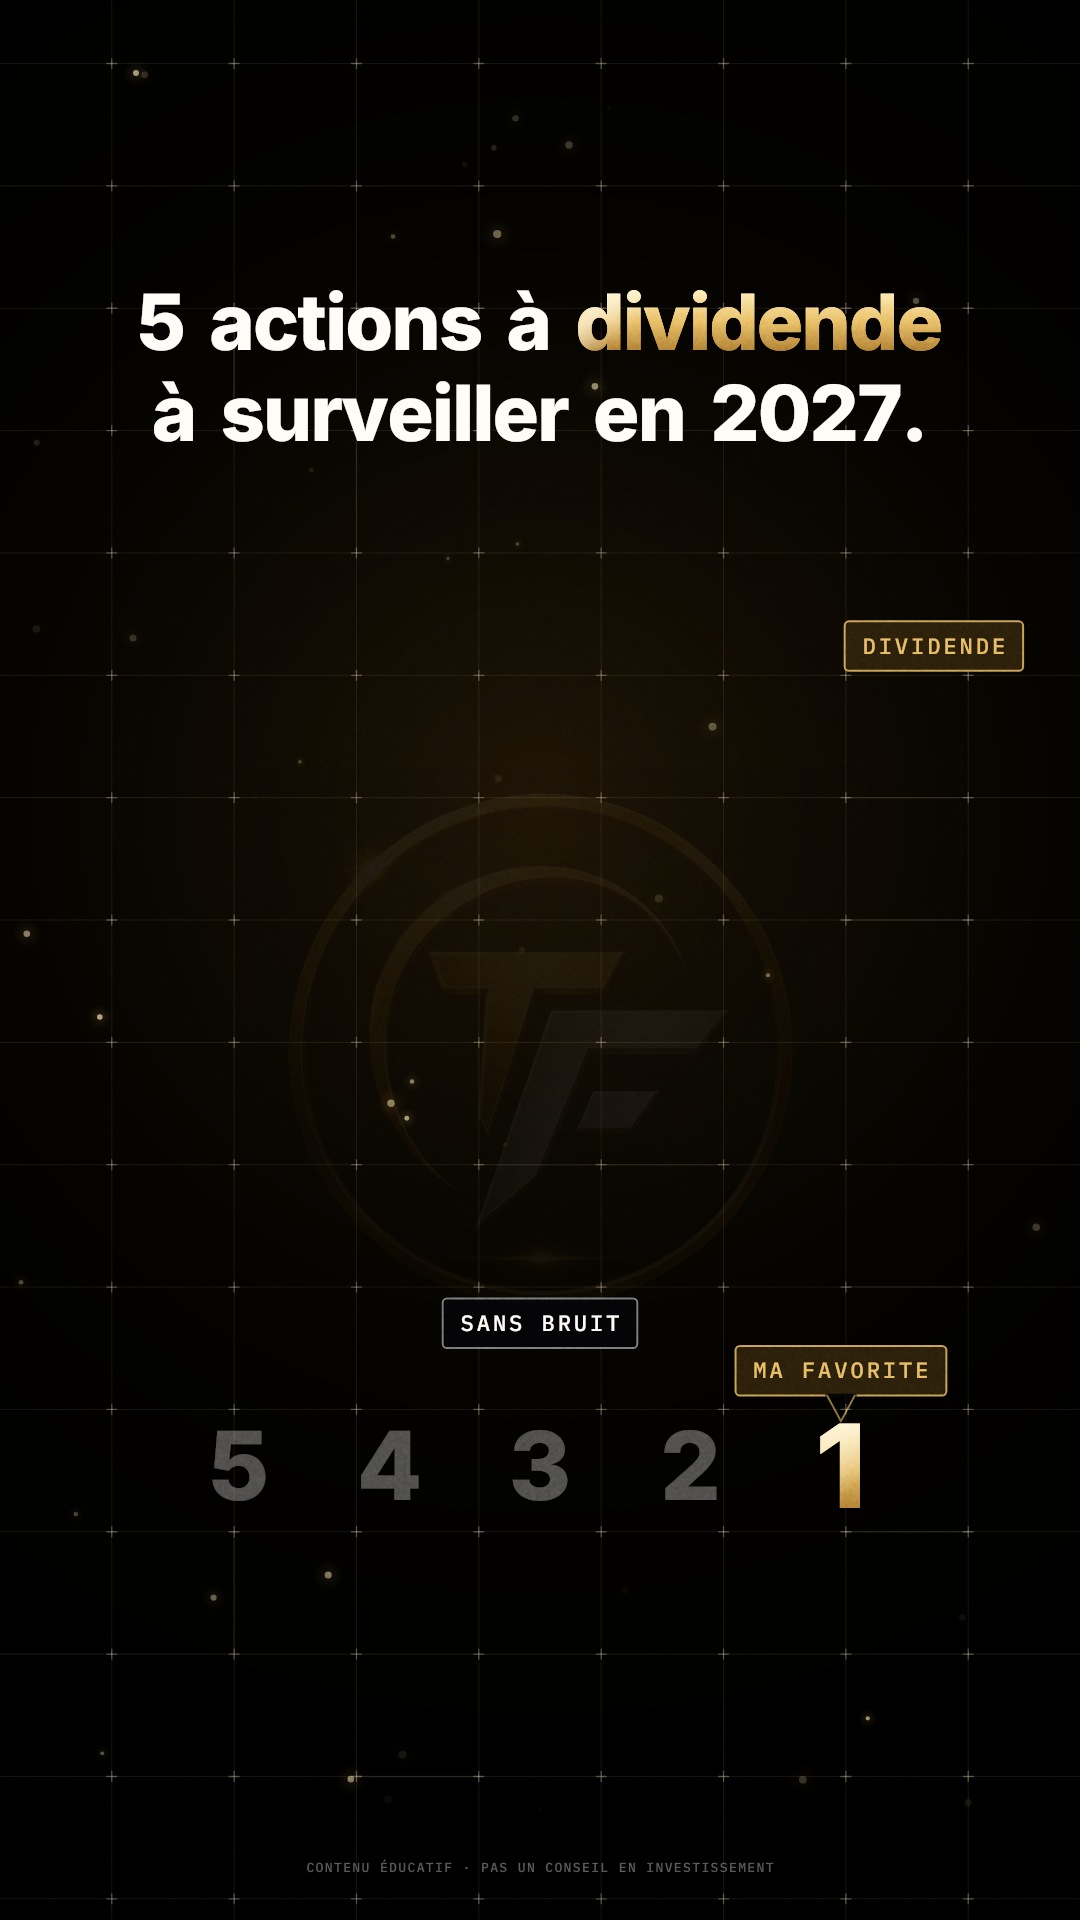 5 actions à dividende
à surveiller en 2027.
DIVIDENDE
TF
SANS BRUIT
MA FAVORITE
5 4 3 2 1
CONTENU ÉDUCATIF · PAS UN CONSEIL EN INVESTISSEMENT